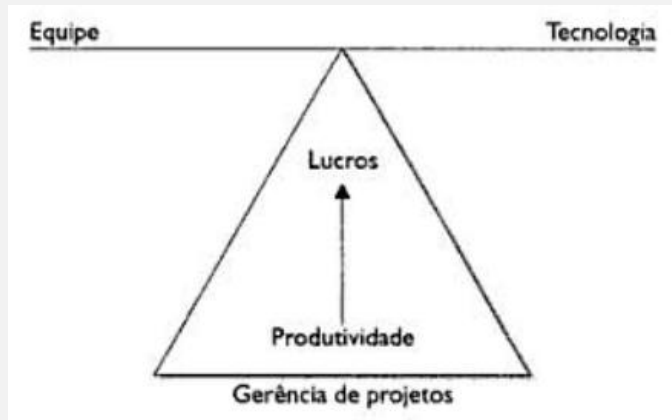 Equipe
Tecnologia
Lucros
Produtividade
Gerência de projetos